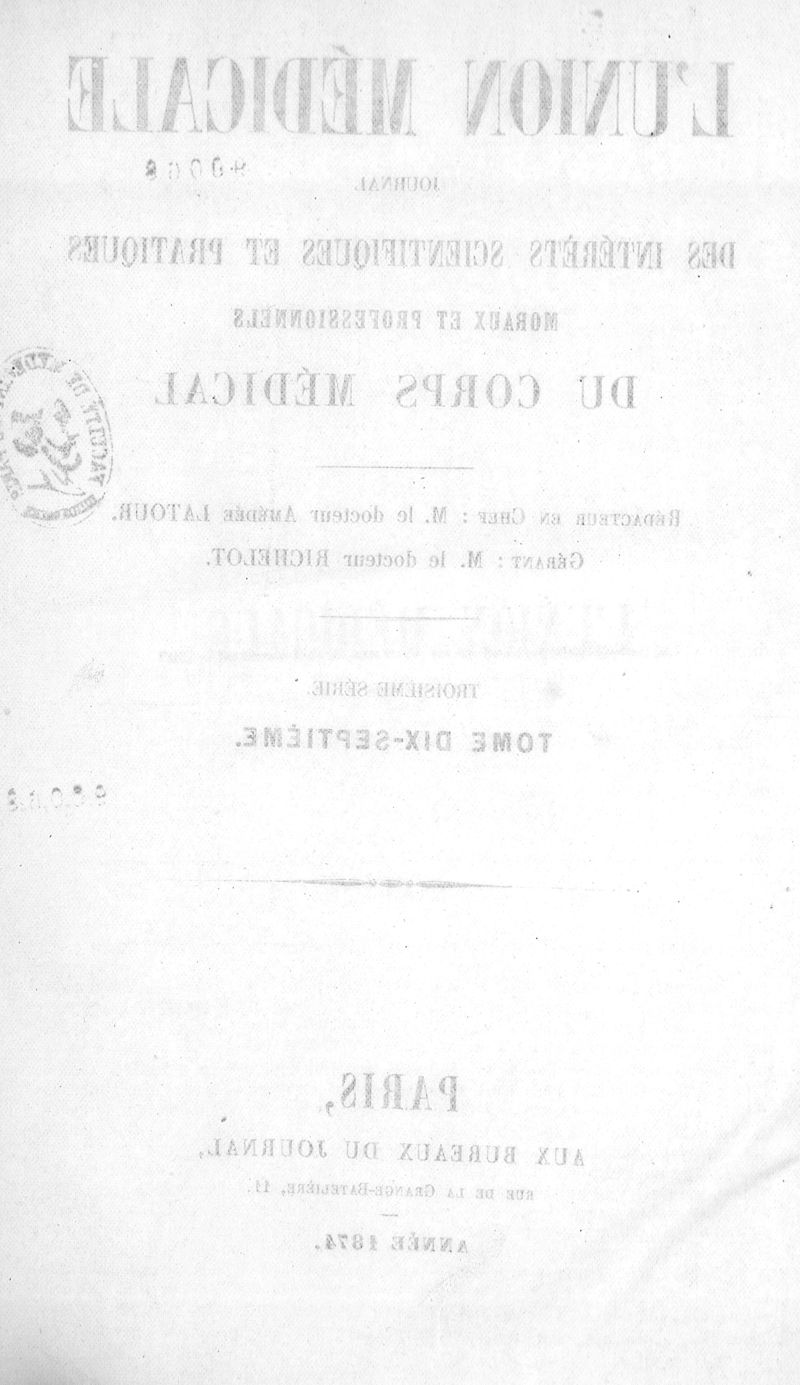 L'UNION MÉDICALE
90068
JOURNAL
DES INTÉRÊTS SCIENTIFIQUES ET PRATIQUES
MORAUX ET PROFESSIONNELS
DU CORPS MÉDICAL
RÉDACTEUR EN CHEF : M. le docteur AMÉDÉE LATOUR.
GÉRANT : M. le docteur RICHELOT.
TROISIÈME SÉRIE.
TOME DIX-SEPTIÈME.
PARIS,
AUX BUREAUX DU JOURNAL,
RUE DE LA GRANGE-BATELIÈRE, 11.
ANNÉE 1874.